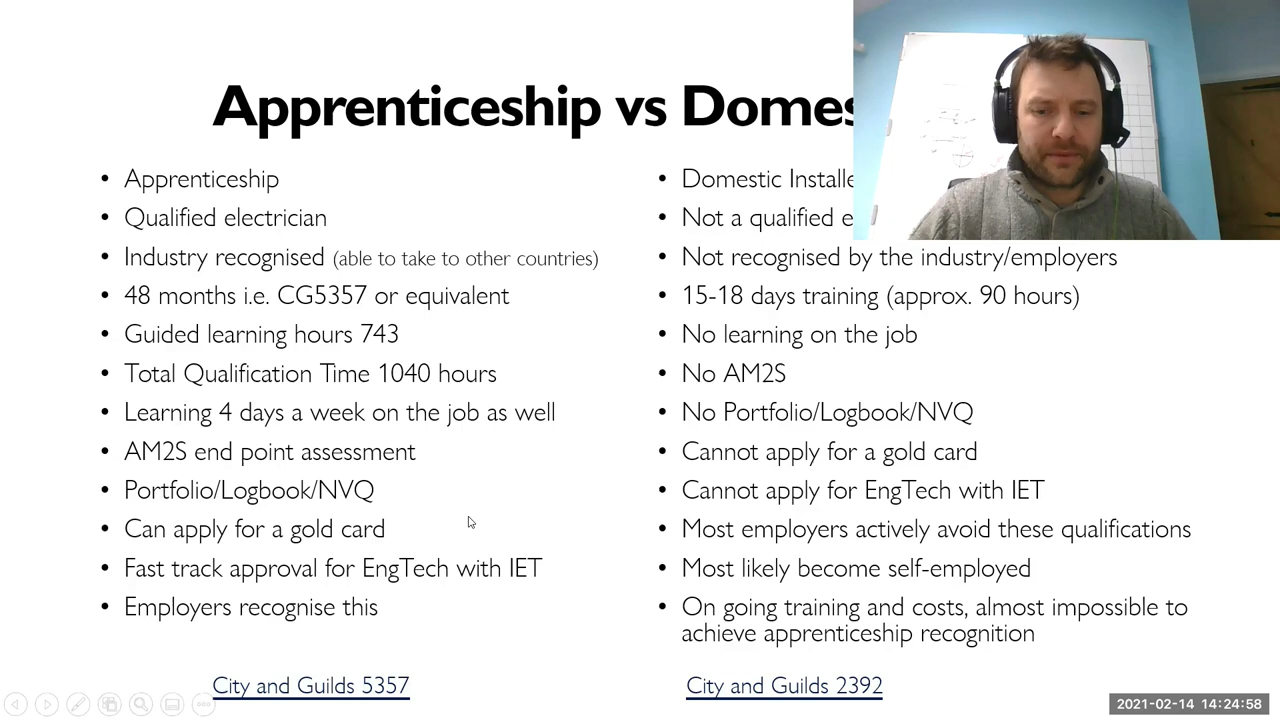 Apprenticeship vs Domes
Apprenticeship
Qualified electrician
Industry recognised (able to take to other countries)
48 months i.e. CG5357 or equivalent
Guided learning hours 743
Total Qualification Time 1040 hours
Learning 4 days a week on the job as well
AM2S end point assessment
Portfolio/Logbook/NVQ
Can apply for a gold card
Fast track approval for EngTech with IET
Employers recognise this
City and Guilds 5357
Domestic Installe
Not a qualified e
Not recognised by the industry/employers
15-18 days training (approx. 90 hours)
No learning on the job
No AM2S
No Portfolio/Logbook/NVQ
Cannot apply for a gold card
Cannot apply for EngTech with IET
Most employers actively avoid these qualifications
Most likely become self-employed
On going training and costs, almost impossible to
achieve apprenticeship recognition
City and Guilds 2392
2021-02-14 14:24:58